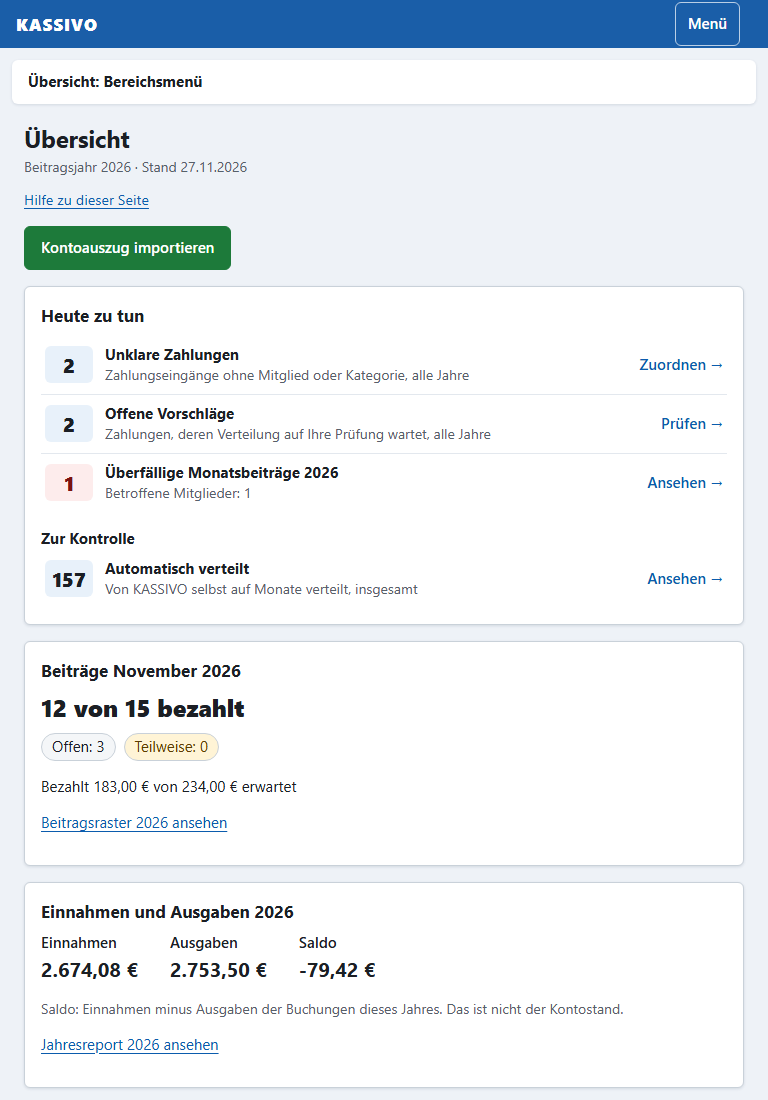 KASSIVO
Menü
Übersicht: Bereichsmenü
Übersicht
Beitragsjahr 2026 · Stand 27.11.2026
Hilfe zu dieser Seite
Kontoauszug importieren
Heute zu tun
2
Unklare Zahlungen
Zahlungseingänge ohne Mitglied oder Kategorie, alle Jahre
Zuordnen →
2
Offene Vorschläge
Zahlungen, deren Verteilung auf Ihre Prüfung wartet, alle Jahre
Prüfen →
1
Überfällige Monatsbeiträge 2026
Betroffene Mitglieder: 1
Ansehen →
Zur Kontrolle
157
Automatisch verteilt
Von KASSIVO selbst auf Monate verteilt, insgesamt
Ansehen →
Beiträge November 2026
12 von 15 bezahlt
Offen: 3 Teilweise: 0
Bezahlt 183,00 € von 234,00 € erwartet
Beitragsraster 2026 ansehen
Einnahmen und Ausgaben 2026
Einnahmen Ausgaben Saldo
2.674,08 € 2.753,50 € -79,42 €
Saldo: Einnahmen minus Ausgaben der Buchungen dieses Jahres. Das ist nicht der Kontostand.
Jahresreport 2026 ansehen